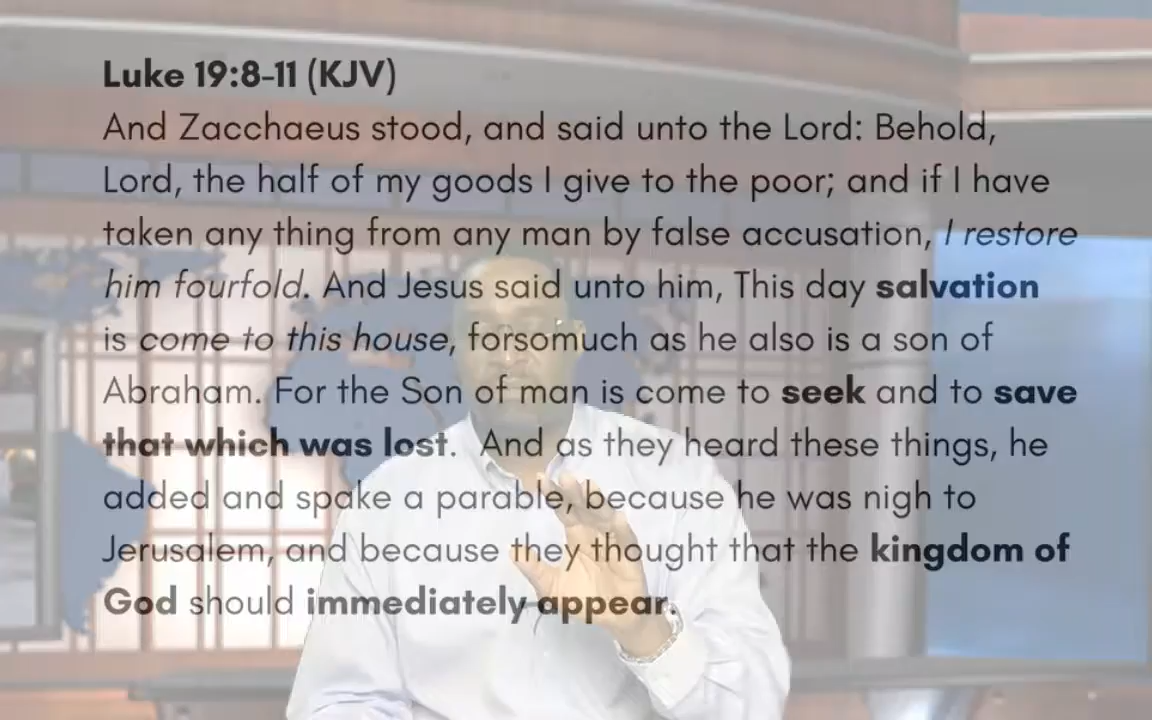 Luke 19:8-11 (KJV)
And Zacchaeus stood, and said unto the Lord: Behold,
Lord, the half of my goods I give to the poor; and if I have
taken any thing from any man by false accusation, I restore
him fourfold. And Jesus said unto him, This day salvation
is come to this house, forsomuch as he also is a son of
Abraham. For the Son of man is come to seek and to save
that which was lost. And as they heard these things, he
added and spake a parable, because he was nigh to
Jerusalem, and because they thought that the kingdom of
God should immediately appear.